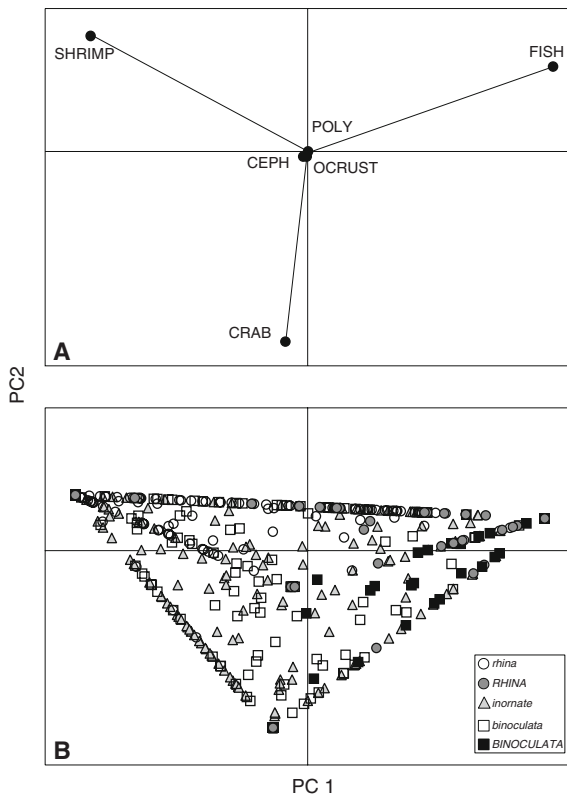 SHRIMP
FISH
POLY
CEPH
OCRUST
CRAB
A
PC2
rhina
RHINA
inornate
binoculata
BINOCULATA
B
PC 1